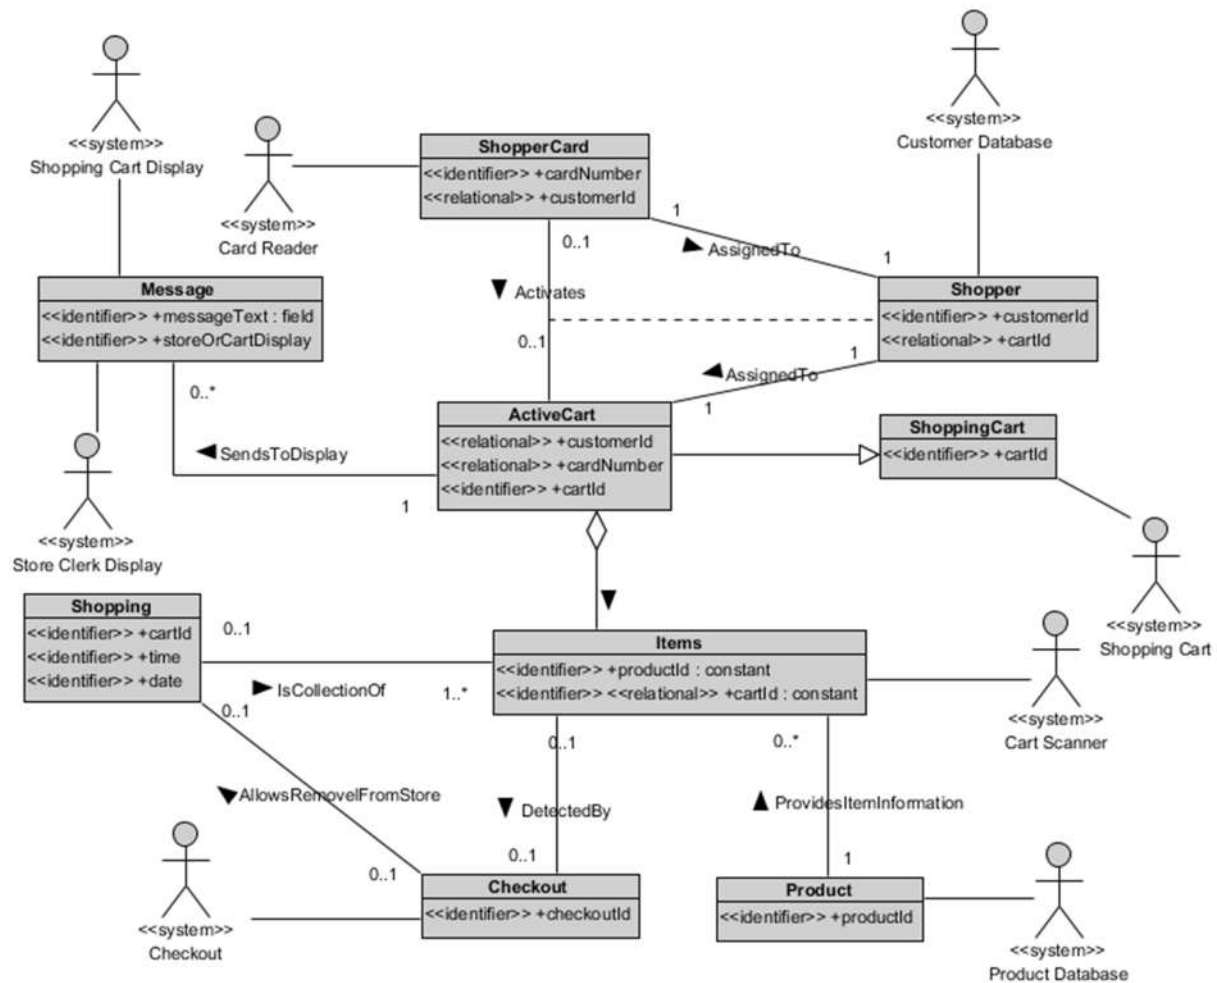 <<system>>
Shopping Cart Display
<<system>>
Card Reader
ShopperCard
<<identifier>> +cardNumber
<<relational>> +customerId
<<system>>
Customer Database
1
AssignedTo
1
0..1
Activates
0..1
Message
<<identifier>> +messageText : field
<<identifier>> +storeOrCartDisplay
Shopper
<<identifier>> +customerId
<<relational>> +cartId
1
AssignedTo
1
0..*
SendsToDisplay
1
ActiveCart
<<relational>> +customerId
<<relational>> +cardNumber
<<identifier>> +cartId
ShoppingCart
<<identifier>> +cartId
<<system>>
Store Clerk Display
<<system>>
Shopping Cart
Shopping
<<identifier>> +cartId
<<identifier>> +time
<<identifier>> +date
0..1
IsCollectionOf
1..*
Items
<<identifier>> +productId : constant
<<identifier>> <<relational>> +cartId : constant
<<system>>
Cart Scanner
0..1
AllowsRemovelFromStore
0..1
0..1
DetectedBy
0..1
0..*
ProvidesItemInformation
1
<<system>>
Checkout
Checkout
<<identifier>> +checkoutId
Product
<<identifier>> +productId
<<system>>
Product Database